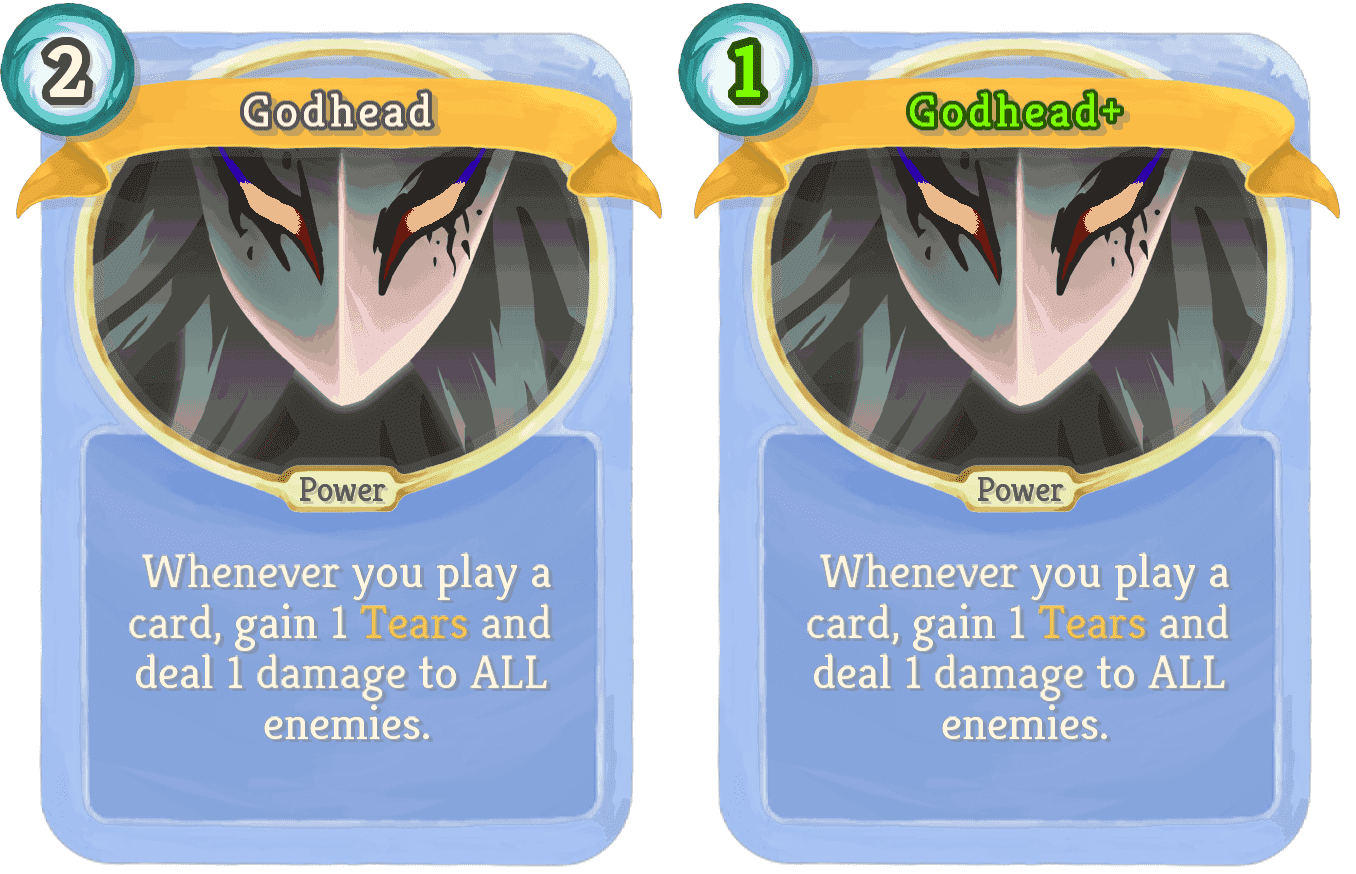 2
Godhead
Power
Whenever you play a
card, gain 1 Tears and
deal 1 damage to ALL
enemies.
1
Godhead+
Power
Whenever you play a
card, gain 1 Tears and
deal 1 damage to ALL
enemies.